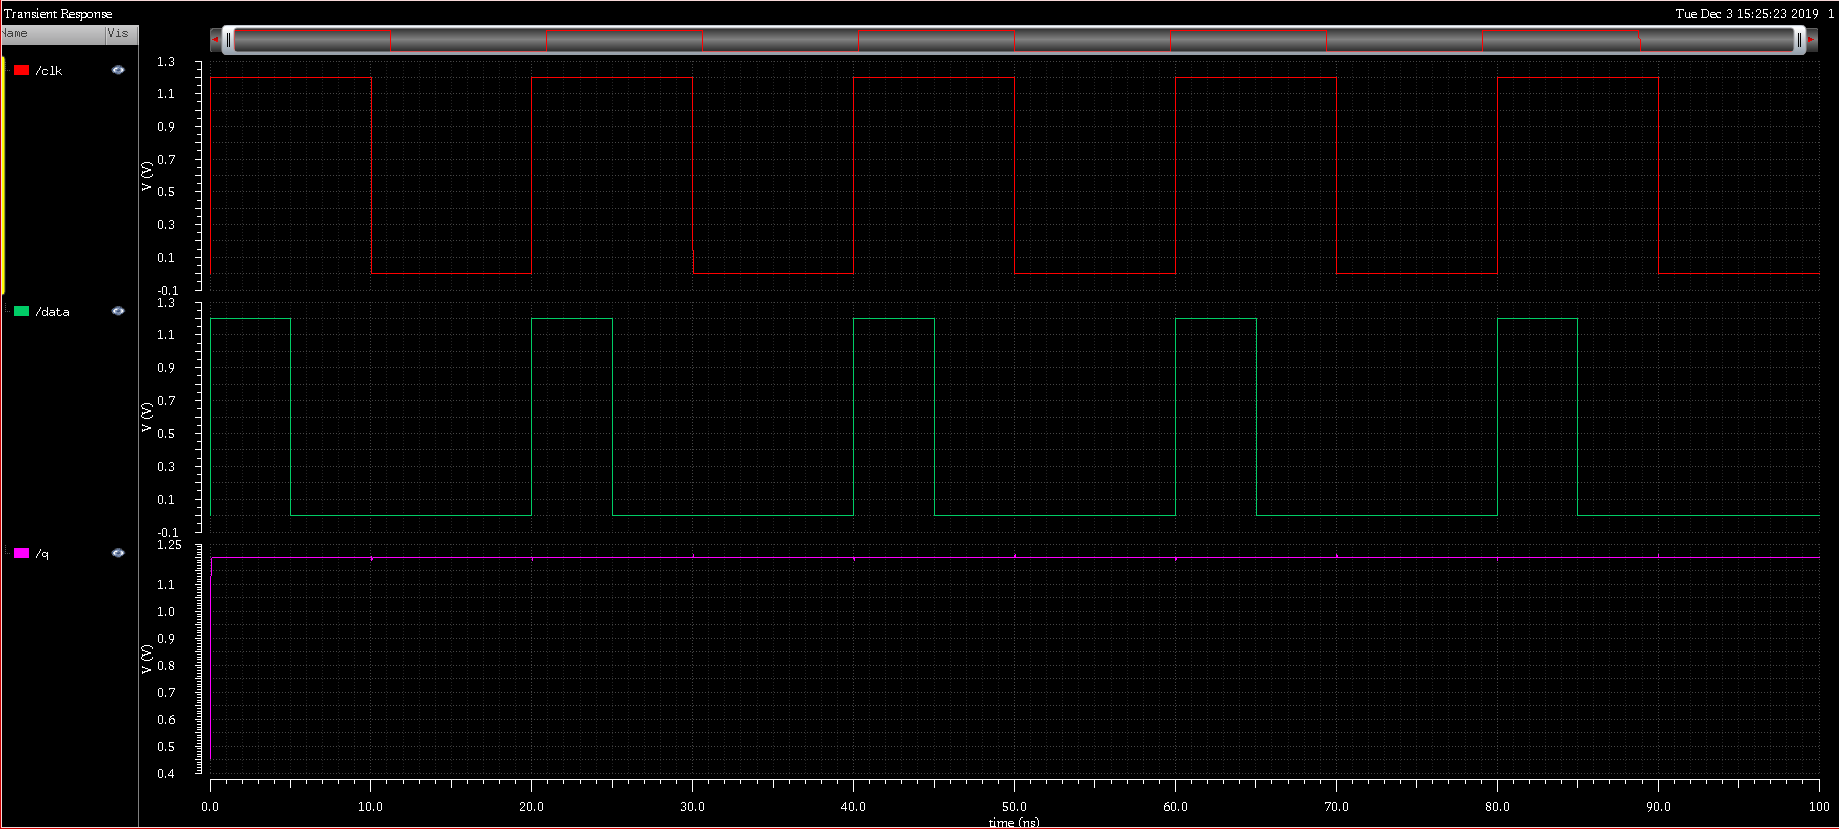 Transient Response
Tue Dec 3 15:25:23 2019 1
Name Vis
/clk
1.3
1.1
0.9
0.7
0.5
0.3
0.1
-0.1
V (V)
/data
1.3
1.1
0.9
0.7
0.5
0.3
0.1
-0.1
V (V)
/q
1.25
1.1
1.0
0.9
0.8
0.7
0.6
0.5
0.4
V (V)
0.0 10.0 20.0 30.0 40.0 50.0 60.0 70.0 80.0 90.0 100
time (ns)